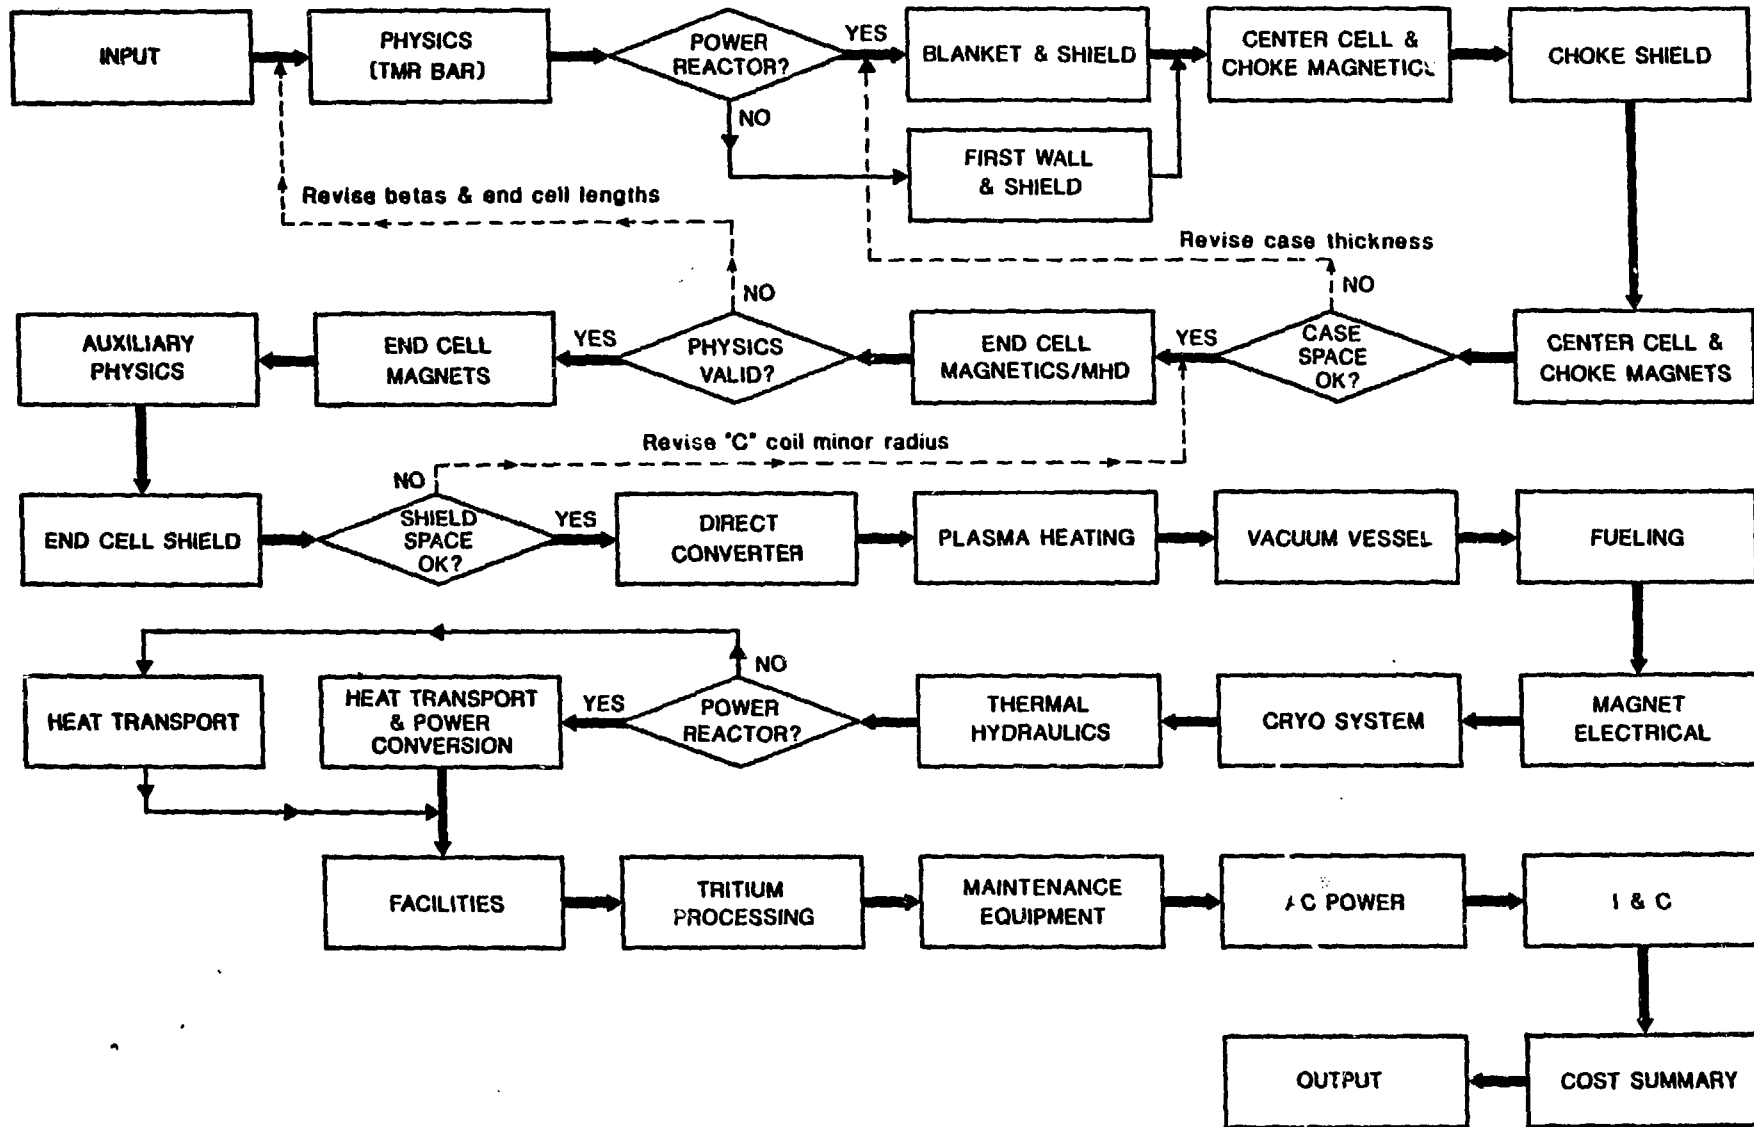 INPUT
PHYSICS
(TMR BAR)
POWER
REACTOR?
YES
NO
BLANKET & SHIELD
FIRST WALL
& SHIELD
CENTER CELL &
CHOKE MAGNETICS
CHOKE SHIELD
Revise betas & end cell lengths
Revise case thickness
AUXILIARY
PHYSICS
END CELL
MAGNETS
YES
NO
PHYSICS
VALID?
END CELL
MAGNETICS/MHD
YES
NO
CASE
SPACE
OK?
CENTER CELL &
CHOKE MAGNETS
Revise "C" coil minor radius
END CELL SHIELD
NO
SHIELD
SPACE
OK?
YES
DIRECT
CONVERTER
PLASMA HEATING
VACUUM VESSEL
FUELING
HEAT TRANSPORT
HEAT TRANSPORT
& POWER
CONVERSION
YES
NO
POWER
REACTOR?
THERMAL
HYDRAULICS
CRYO SYSTEM
MAGNET
ELECTRICAL
FACILITIES
TRITIUM
PROCESSING
MAINTENANCE
EQUIPMENT
AC POWER
I & C
OUTPUT
COST SUMMARY